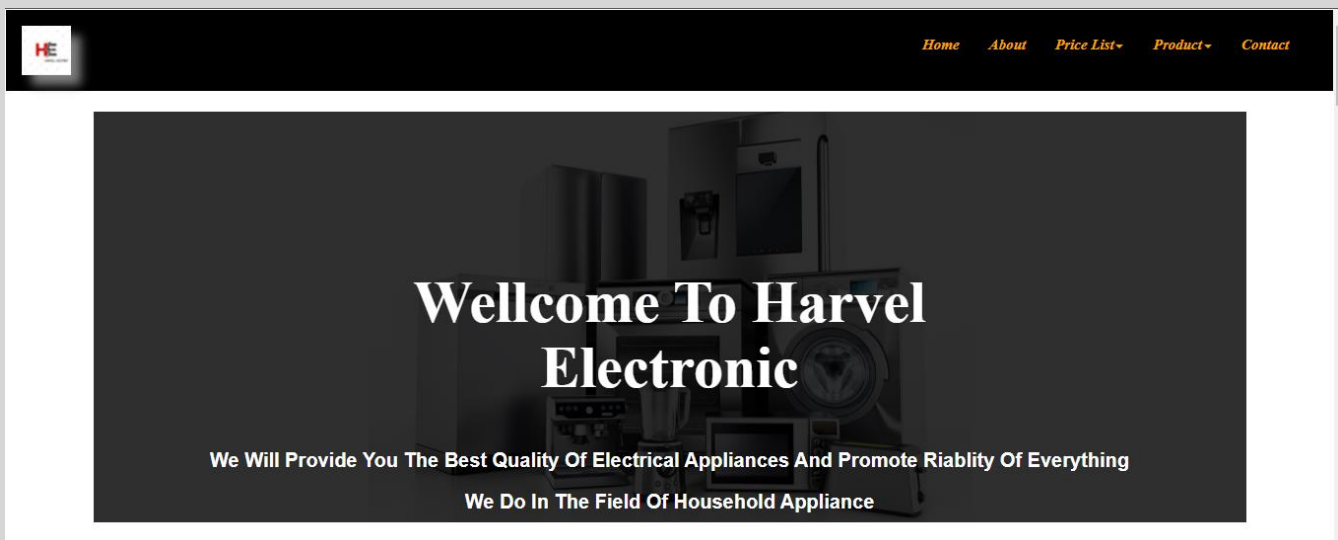 HE
Home About Price List Product Contact
Wellcome To Harvel
Electronic
We Will Provide You The Best Quality Of Electrical Appliances And Promote Riablity Of Everything
We Do In The Field Of Household Appliance